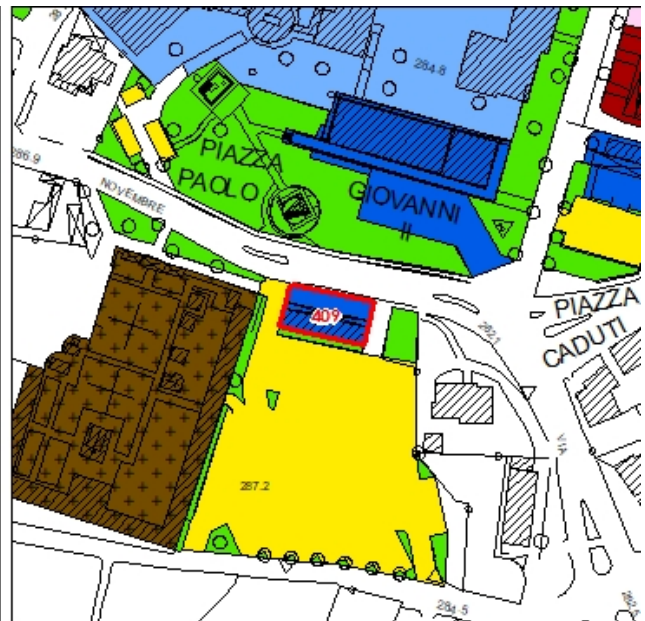 284.8
PIAZZA
PAOLO
GIOVANNI
II
286.9
NOVEMBRE
409
282.1
PIAZZA
CADUTI
VIA
287.2
284.5